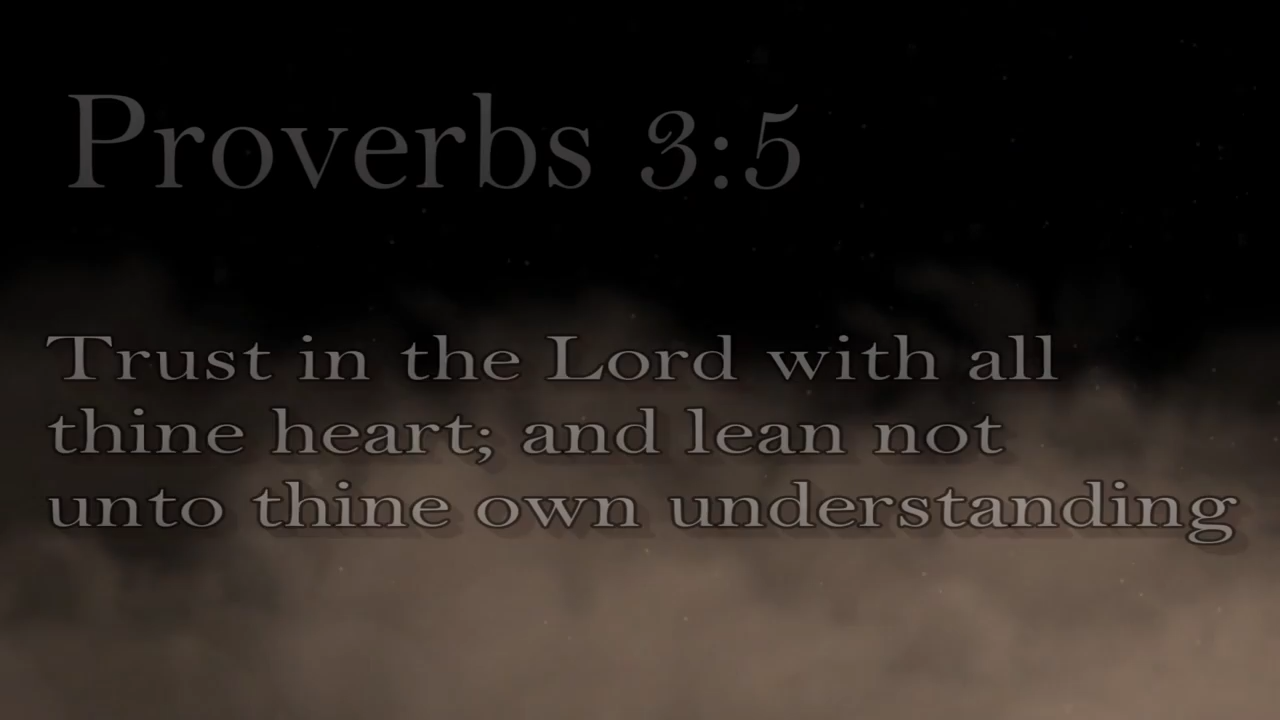 Proverbs 3:5
Trust in the Lord with all
thine heart; and lean not
unto thine own understanding